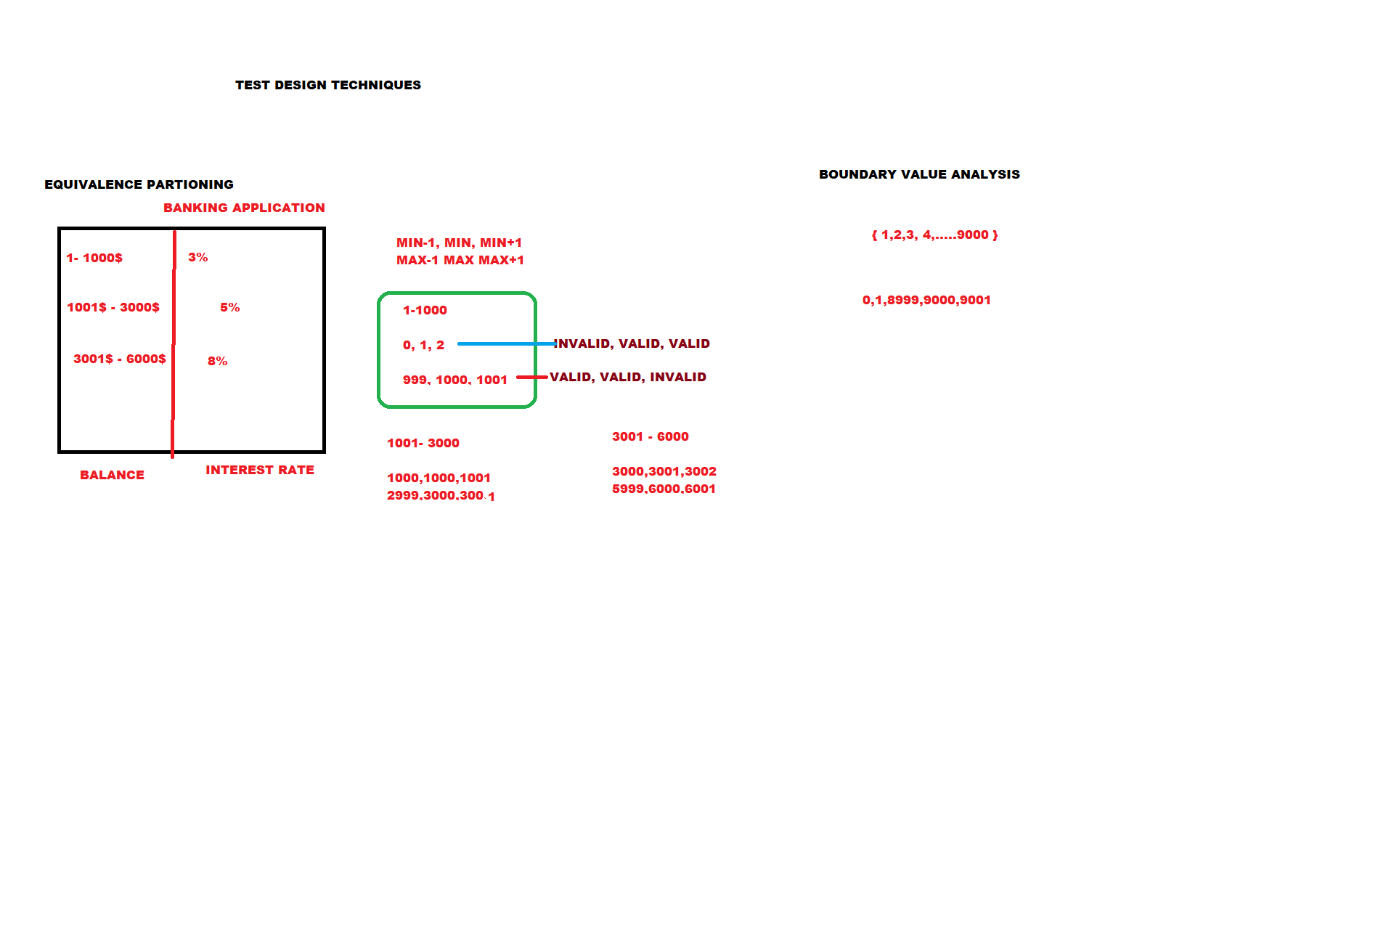 TEST DESIGN TECHNIQUES
EQUIVALENCE PARTIONING
BANKING APPLICATION
1- 1000$ 3%
1001$ - 3000$ 5%
3001$ - 6000$ 8%
BALANCE INTEREST RATE
MIN-1, MIN, MIN+1
MAX-1 MAX MAX+1
1-1000
0, 1, 2 INVALID, VALID, VALID
999, 1000, 1001 VALID, VALID, INVALID
1001- 3000
1000,1000,1001
2999,3000,300 1
3001 - 6000
3000,3001,3002
5999,6000,6001
BOUNDARY VALUE ANALYSIS
{ 1,2,3, 4,.....9000 }
0,1,8999,9000,9001